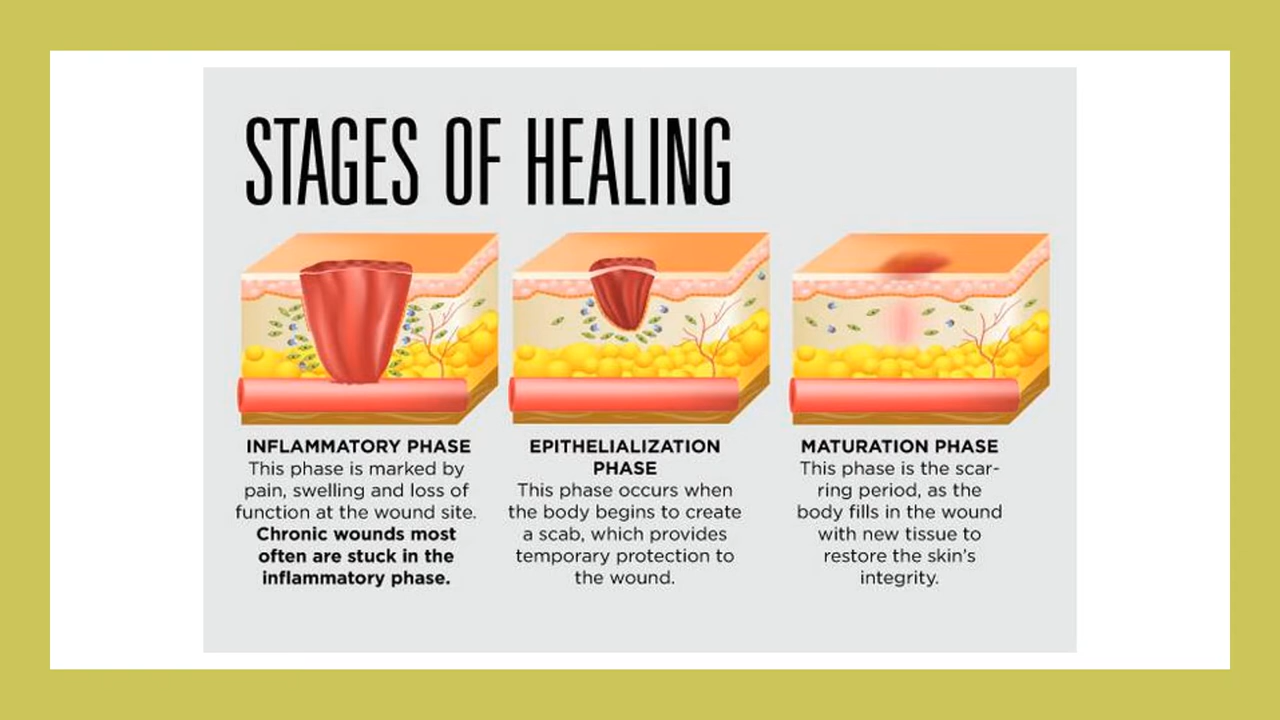 STAGES OF HEALING
INFLAMMATORY PHASE
This phase is marked by
pain, swelling and loss of
function at the wound site.
Chronic wounds most
often are stuck in the
inflammatory phase.
EPITHELIALIZATION
PHASE
This phase occurs when
the body begins to create
a scab, which provides
temporary protection to
the wound.
MATURATION PHASE
This phase is the scar-
ring period, as the
body fills in the wound
with new tissue to
restore the skin's
integrity.